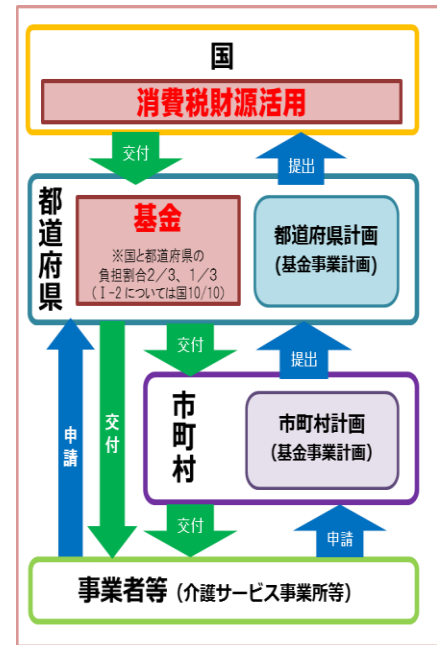 国
消費税財源活用
交付
提出
都道府県
基金
※国と都道府県の
負担割合2/3、1/3
(Ⅰ-2については国10/10)
都道府県計画
(基金事業計画)
交付
提出
申請
交付
市町村
市町村計画
(基金事業計画)
交付
申請
事業者等 (介護サービス事業所等)